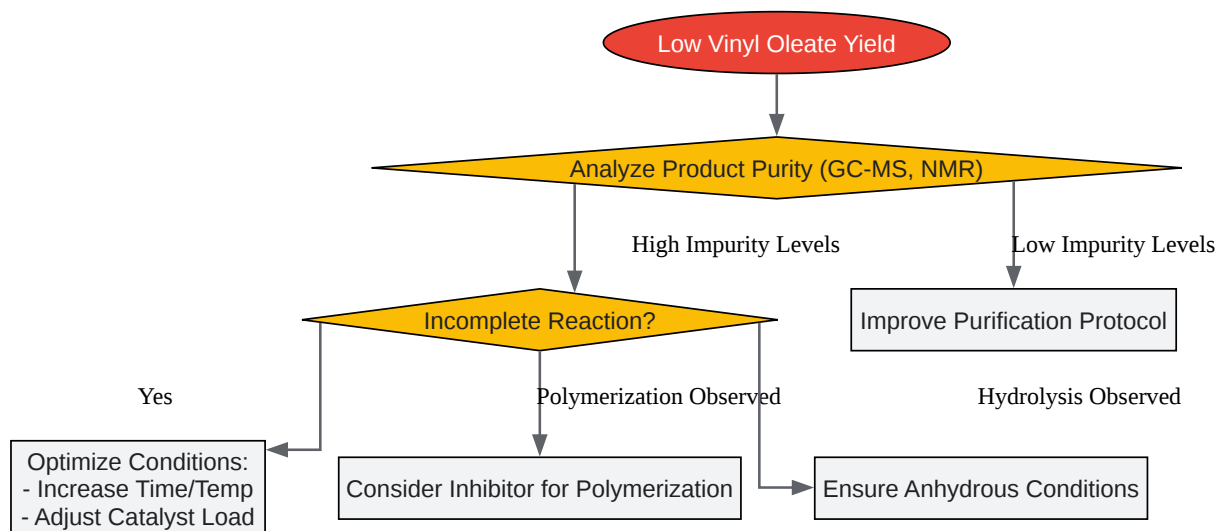 Low Vinyl Oleate Yield
Analyze Product Purity (GC-MS, NMR)
High Impurity Levels
Low Impurity Levels
Incomplete Reaction?
Improve Purification Protocol
Yes
Polymerization Observed
Hydrolysis Observed
Optimize Conditions:
- Increase Time/Temp
- Adjust Catalyst Load
Consider Inhibitor for Polymerization
Ensure Anhydrous Conditions